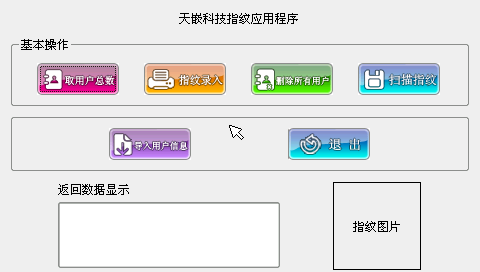 天嵌科技指纹应用程序
基本操作
取用户总数
指纹录入
删除所有用户
扫描指纹
导入用户信息
退 出
返回数据显示
指纹图片